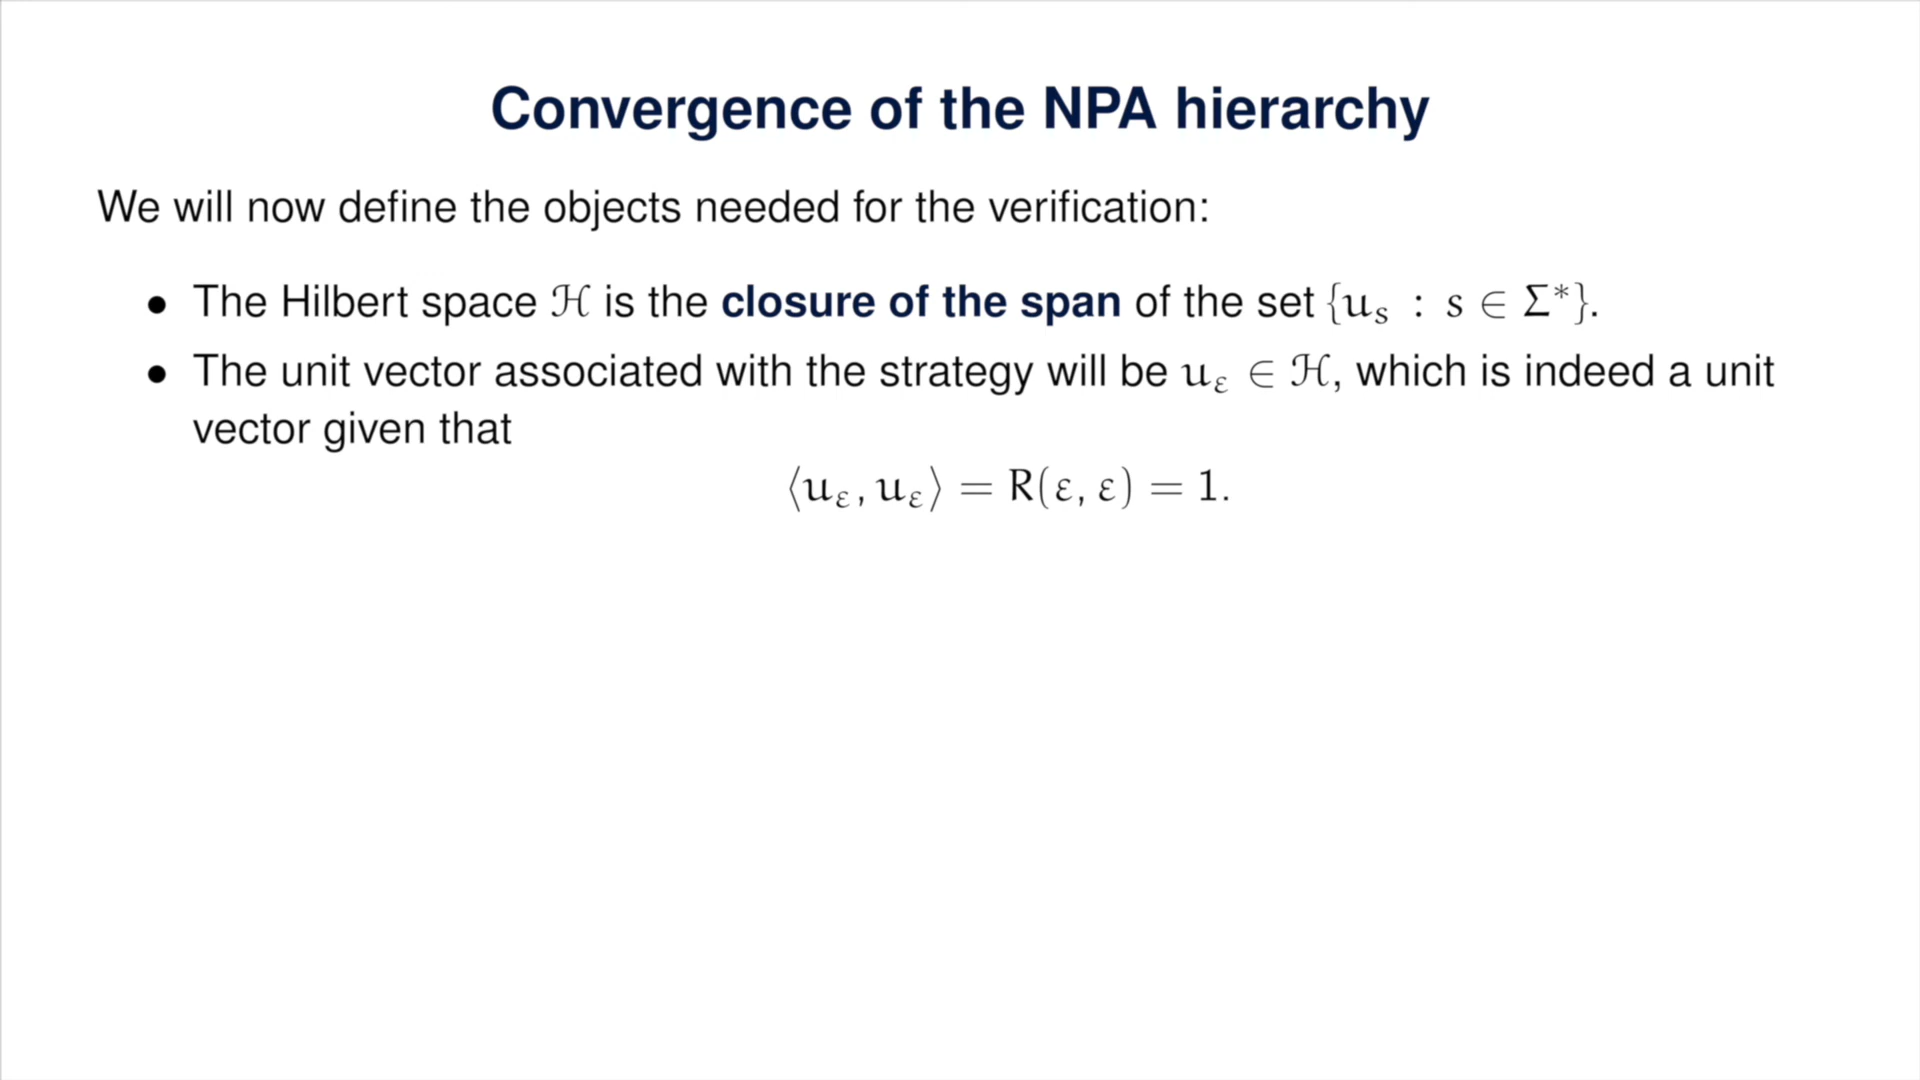 Convergence of the NPA hierarchy
We will now define the objects needed for the verification:
• The Hilbert space ℋ is the closure of the span of the set {u_s : s ∈ Σ*}.
• The unit vector associated with the strategy will be u_ε ∈ ℋ, which is indeed a unit
vector given that
⟨u_ε, u_ε⟩ = R(ε, ε) = 1.